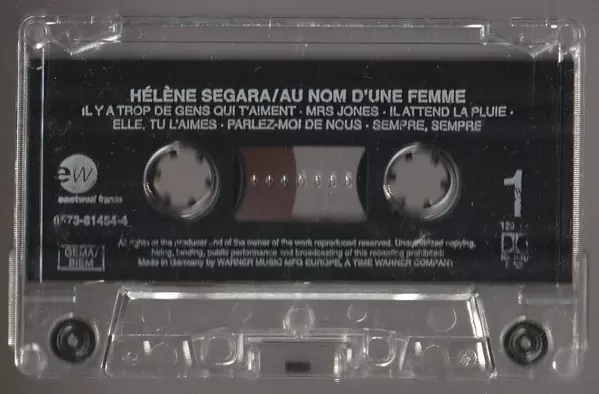 HÉLÈNE SEGARA/AU NOM D'UNE FEMME
IL Y A TROP DE GENS QUI T'AIMENT · MRS JONES · IL ATTEND LA PLUIE ·
ELLE, TU L'AIMES · PARLEZ-MOI DE NOUS · SEMPRE, SEMPRE
ew
eastwest france
8573-81454-4
1
GEMA/
BIEM
All rights of the producer and of the owner of the work reproduced reserved. Unauthorized copying,
hiring, lending, public performance and broadcasting of this recording prohibited.
Made in Germany by WARNER MUSIC MFG EUROPE, A TIME WARNER COMPANY